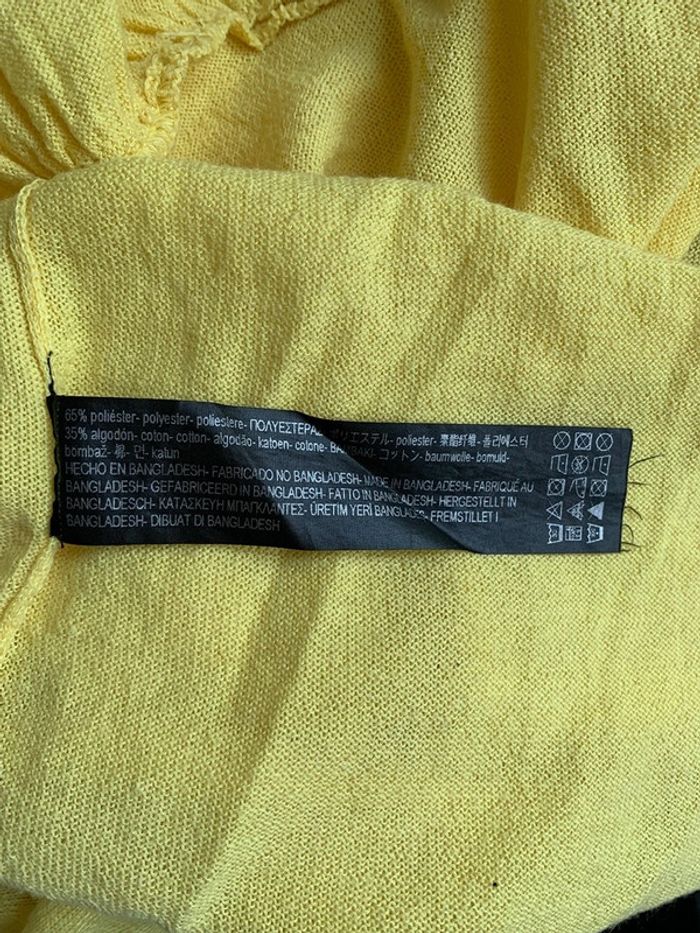 65% poliéster- polyester- poliestere- ΠΟΛΥΕΣΤΕΡΑΣ ポリエステル- poliester- 聚酯纤维- 폴리에스터
35% algodón- coton- cotton- algodão- katoen- cotone- ΒΑΜΒΑΚΙ- コットン- baumwolle- bomuld-
bombaž- 棉- 면- katun
HECHO EN BANGLADESH- FABRICADO NO BANGLADESH- MADE IN BANGLADESH- FABRIQUÉ AU
BANGLADESH- GEFABRICEERD IN BANGLADESH- FATTO IN BANGLADESH- HERGESTELLT IN
BANGLADESCH- ΚΑΤΑΣΚΕΥΗ ΜΠΑΓΚΛΑΝΤΕΣ- ÜRETIM YERİ BANGLADEŞ- FREMSTILLET I
BANGLADESH- DIBUAT DI BANGLADESH